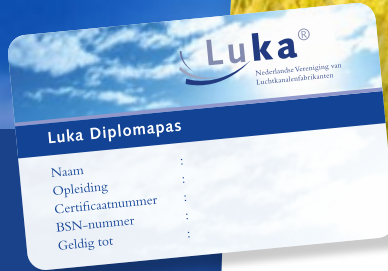 Luka®
Nederlandse Vereniging van
Luchtkanalenfabrikanten
Luka Diplomapas
Naam :
Opleiding :
Certificaatnummer :
BSN-nummer :
Geldig tot :